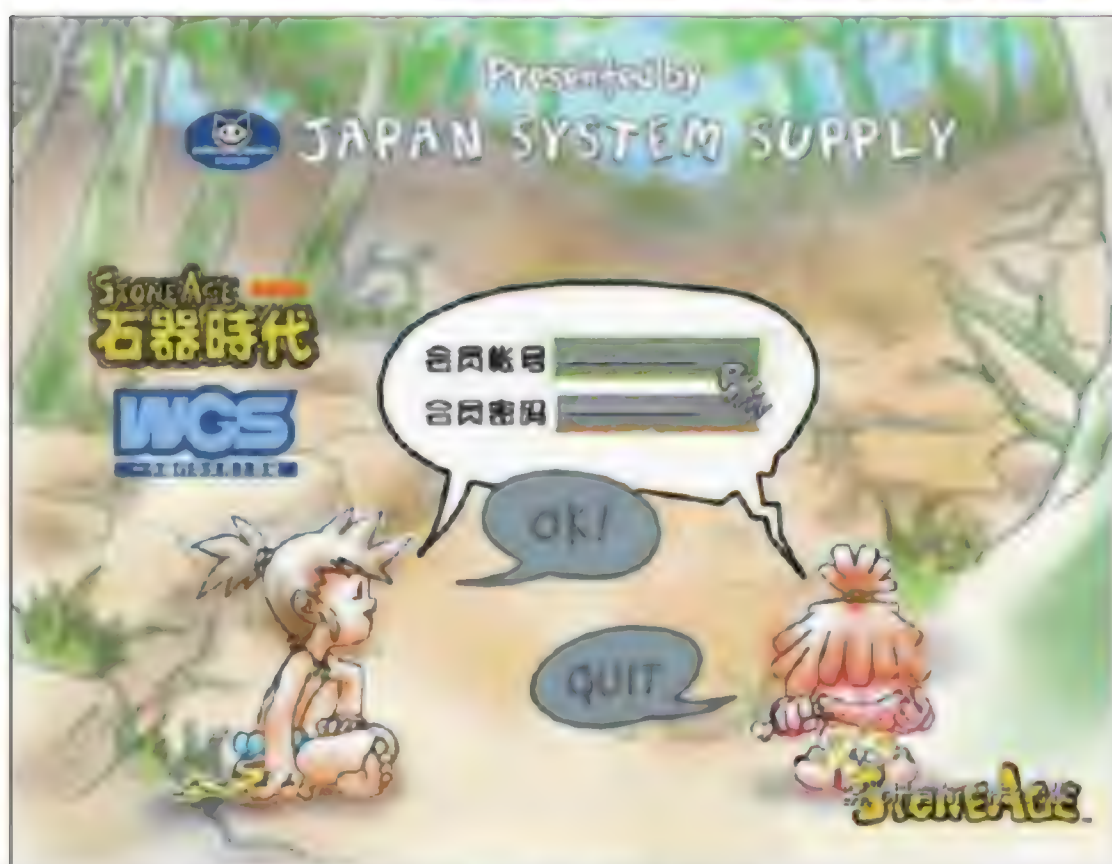 Presented by
JAPAN SYSTEM SUPPLY
STONEAGE
石器時代
会员帐号
会员密码
WGS
OK!
QUIT
STONEAGE